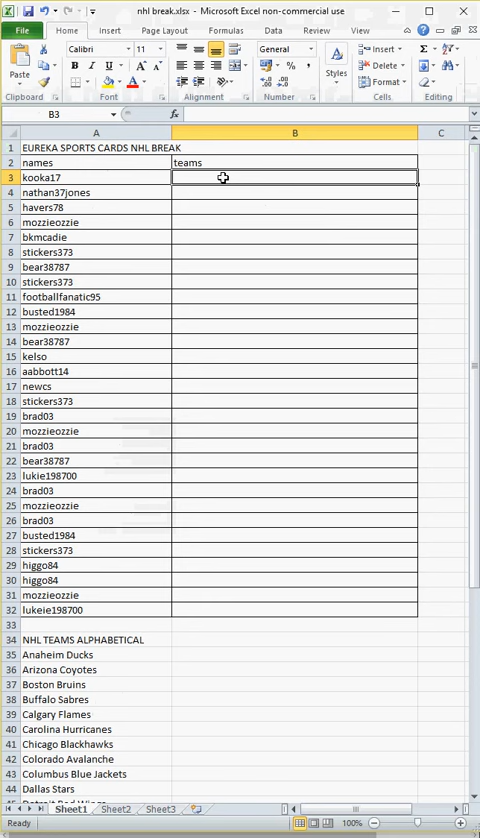 nhl break.xlsx - Microsoft Excel non-commercial use
File Home Insert Page Layout Formulas Data Review View
Calibri 11 General
Paste Styles Insert Delete Format
Clipboard Font Alignment Number Cells Editing
B3 fx
A B C
1 EUREKA SPORTS CARDS NHL BREAK
2 names teams
3 kooka17
4 nathan37jones
5 havers78
6 mozzieozzie
7 bkmcadie
8 stickers373
9 bear38787
10 stickers373
11 footballfanatic95
12 busted1984
13 mozzieozzie
14 bear38787
15 kelso
16 aabbott14
17 newcs
18 stickers373
19 brad03
20 mozzieozzie
21 brad03
22 bear38787
23 lukie198700
24 brad03
25 mozzieozzie
26 brad03
27 busted1984
28 stickers373
29 higgo84
30 higgo84
31 mozzieozzie
32 lukeie198700
33
34 NHL TEAMS ALPHABETICAL
35 Anaheim Ducks
36 Arizona Coyotes
37 Boston Bruins
38 Buffalo Sabres
39 Calgary Flames
40 Carolina Hurricanes
41 Chicago Blackhawks
42 Colorado Avalanche
43 Columbus Blue Jackets
44 Dallas Stars
45 Detroit Red Wings
Sheet1 Sheet2 Sheet3
Ready 100%